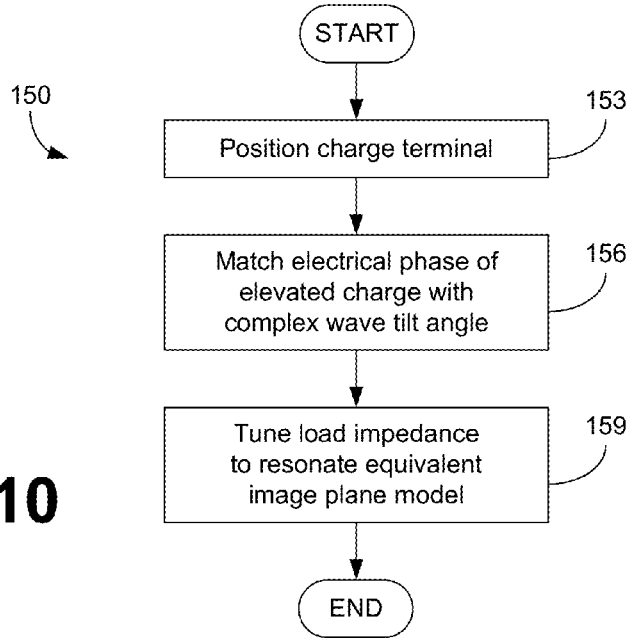 START
150
153
Position charge terminal
156
Match electrical phase of
elevated charge with
complex wave tilt angle
159
Tune load impedance
to resonate equivalent
image plane model
10
END